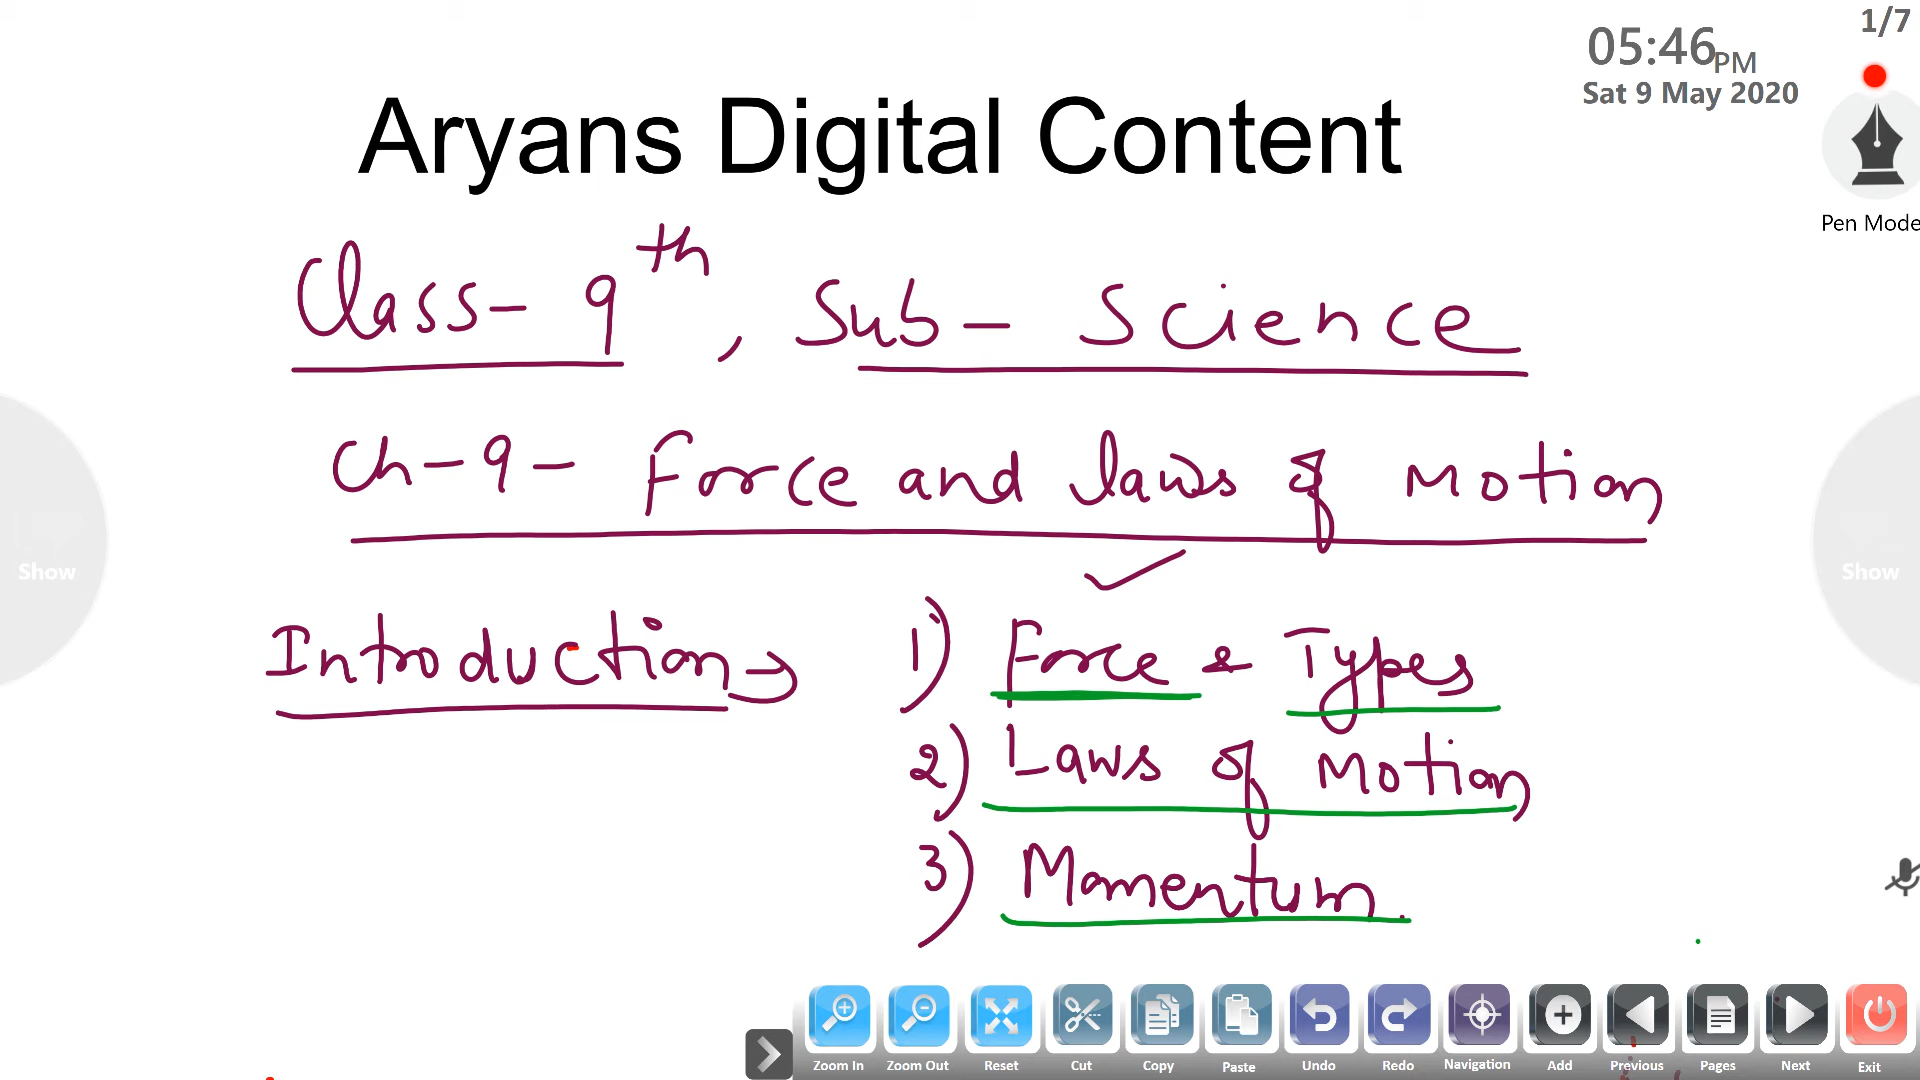 1/7
05:46 PM
Sat 9 May 2020
Aryans Digital Content
Pen Mode
Class- 9th, Sub- Science
Ch-9- Force and laws of Motion
Show
Show
Introduction→ 1) Force & Types
2) Laws of Motion
3) Momentum.
Zoom In Zoom Out Reset Cut Copy Paste Undo Redo Navigation Add Previous Pages Next Exit